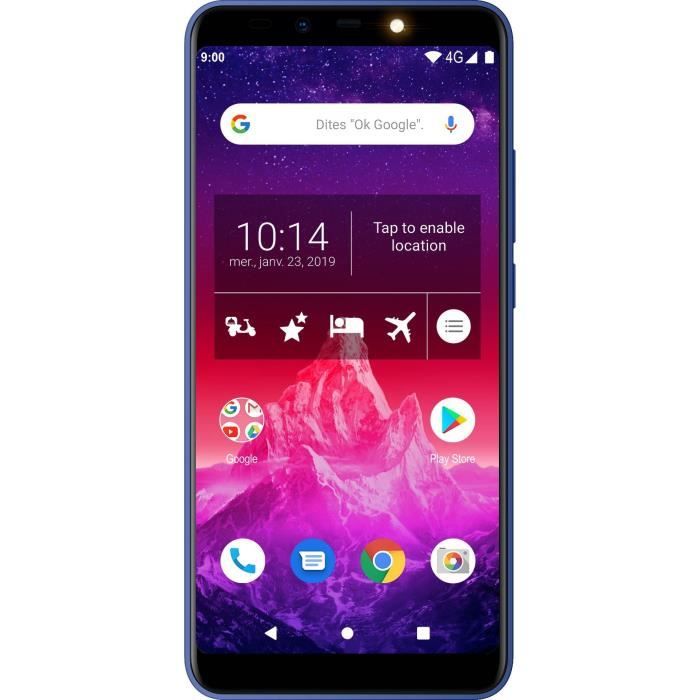 9:00
4G
Dites "Ok Google".
10:14
mer., janv. 23, 2019
Tap to enable
location
Google
Play Store